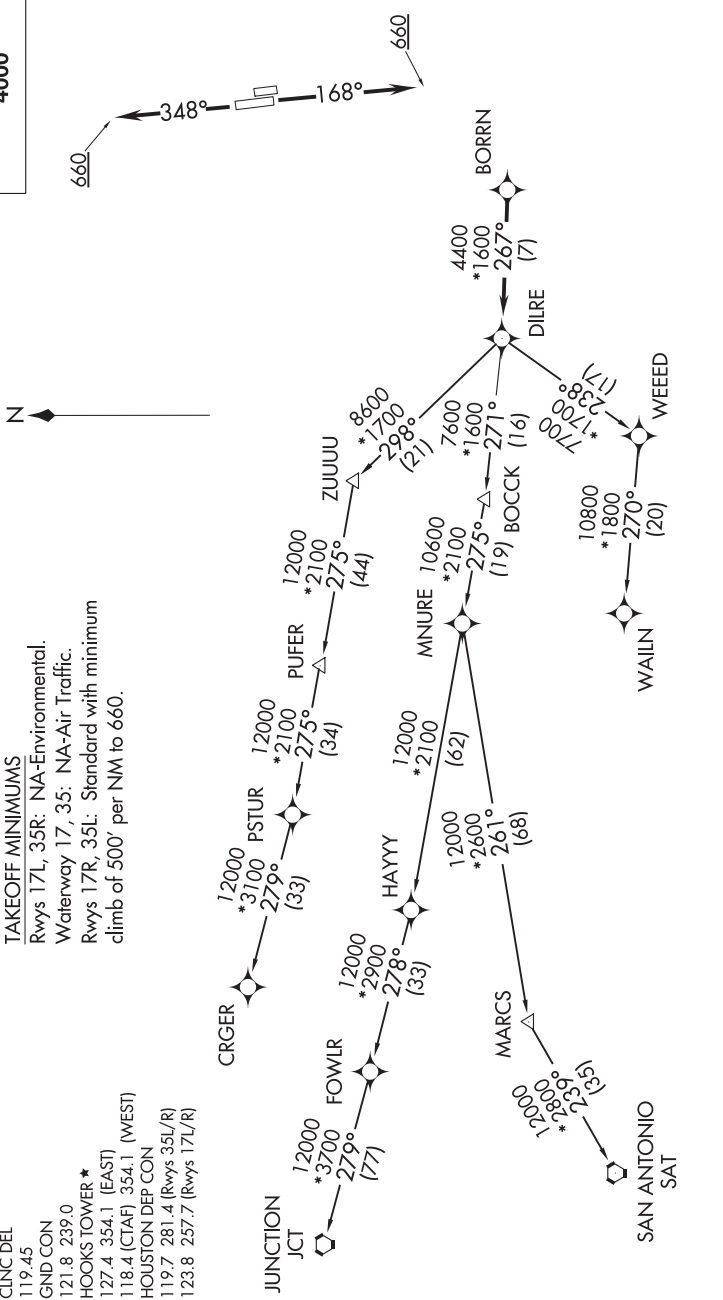 CLNC DEL
119.45
GND CON
121.8 239.0
HOOKS TOWER ★
127.4 354.1 (EAST)
118.4 (CTAF) 354.1 (WEST)
HOUSTON DEP CON
119.7 281.4 (Rwys 35L/R)
123.8 257.7 (Rwys 17L/R)
TAKEOFF MINIMUMS
Rwys 17L, 35R: NA-Environmental.
Waterway 17, 35: NA-Air Traffic.
Rwys 17R, 35L: Standard with minimum
climb of 500' per NM to 660.
N
4000
660
348°
168°
660
BORRN
4400
*1600
267°
(7)
DILRE
8600
*1700
298°
(21)
ZUUUU
12000
*2100
275°
(44)
PUFER
12000
*2100
275°
(34)
PSTUR
12000
*3100
279°
(33)
CRGER
7600
*1600
271°
(16)
BOCCK
10600
*2100
275°
(19)
MNURE
12000
*2100
(62)
HAYYY
12000
*2900
278°
(33)
FOWLR
12000
*3700
279°
(77)
JUNCTION
JCT
12000
*2600
261°
(68)
MARCS
12000
*2800
239°
(35)
SAN ANTONIO
SAT
7700
*1700
238°
(17)
WEEED
10800
*1800
270°
(20)
WAILN